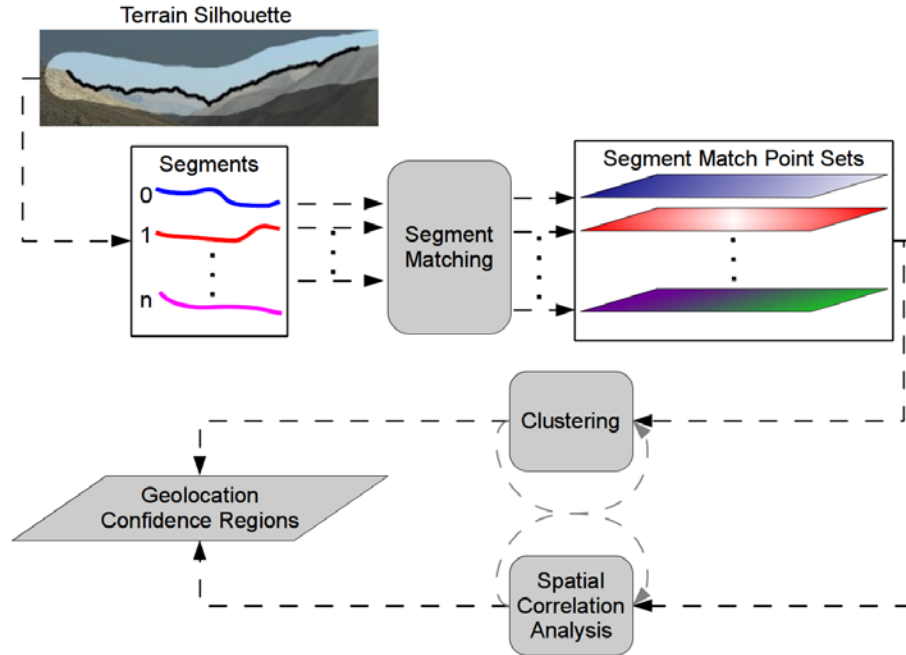 Terrain Silhouette
Segments
0
1
n
Segment
Matching
Segment Match Point Sets
Clustering
Geolocation
Confidence Regions
Spatial
Correlation
Analysis